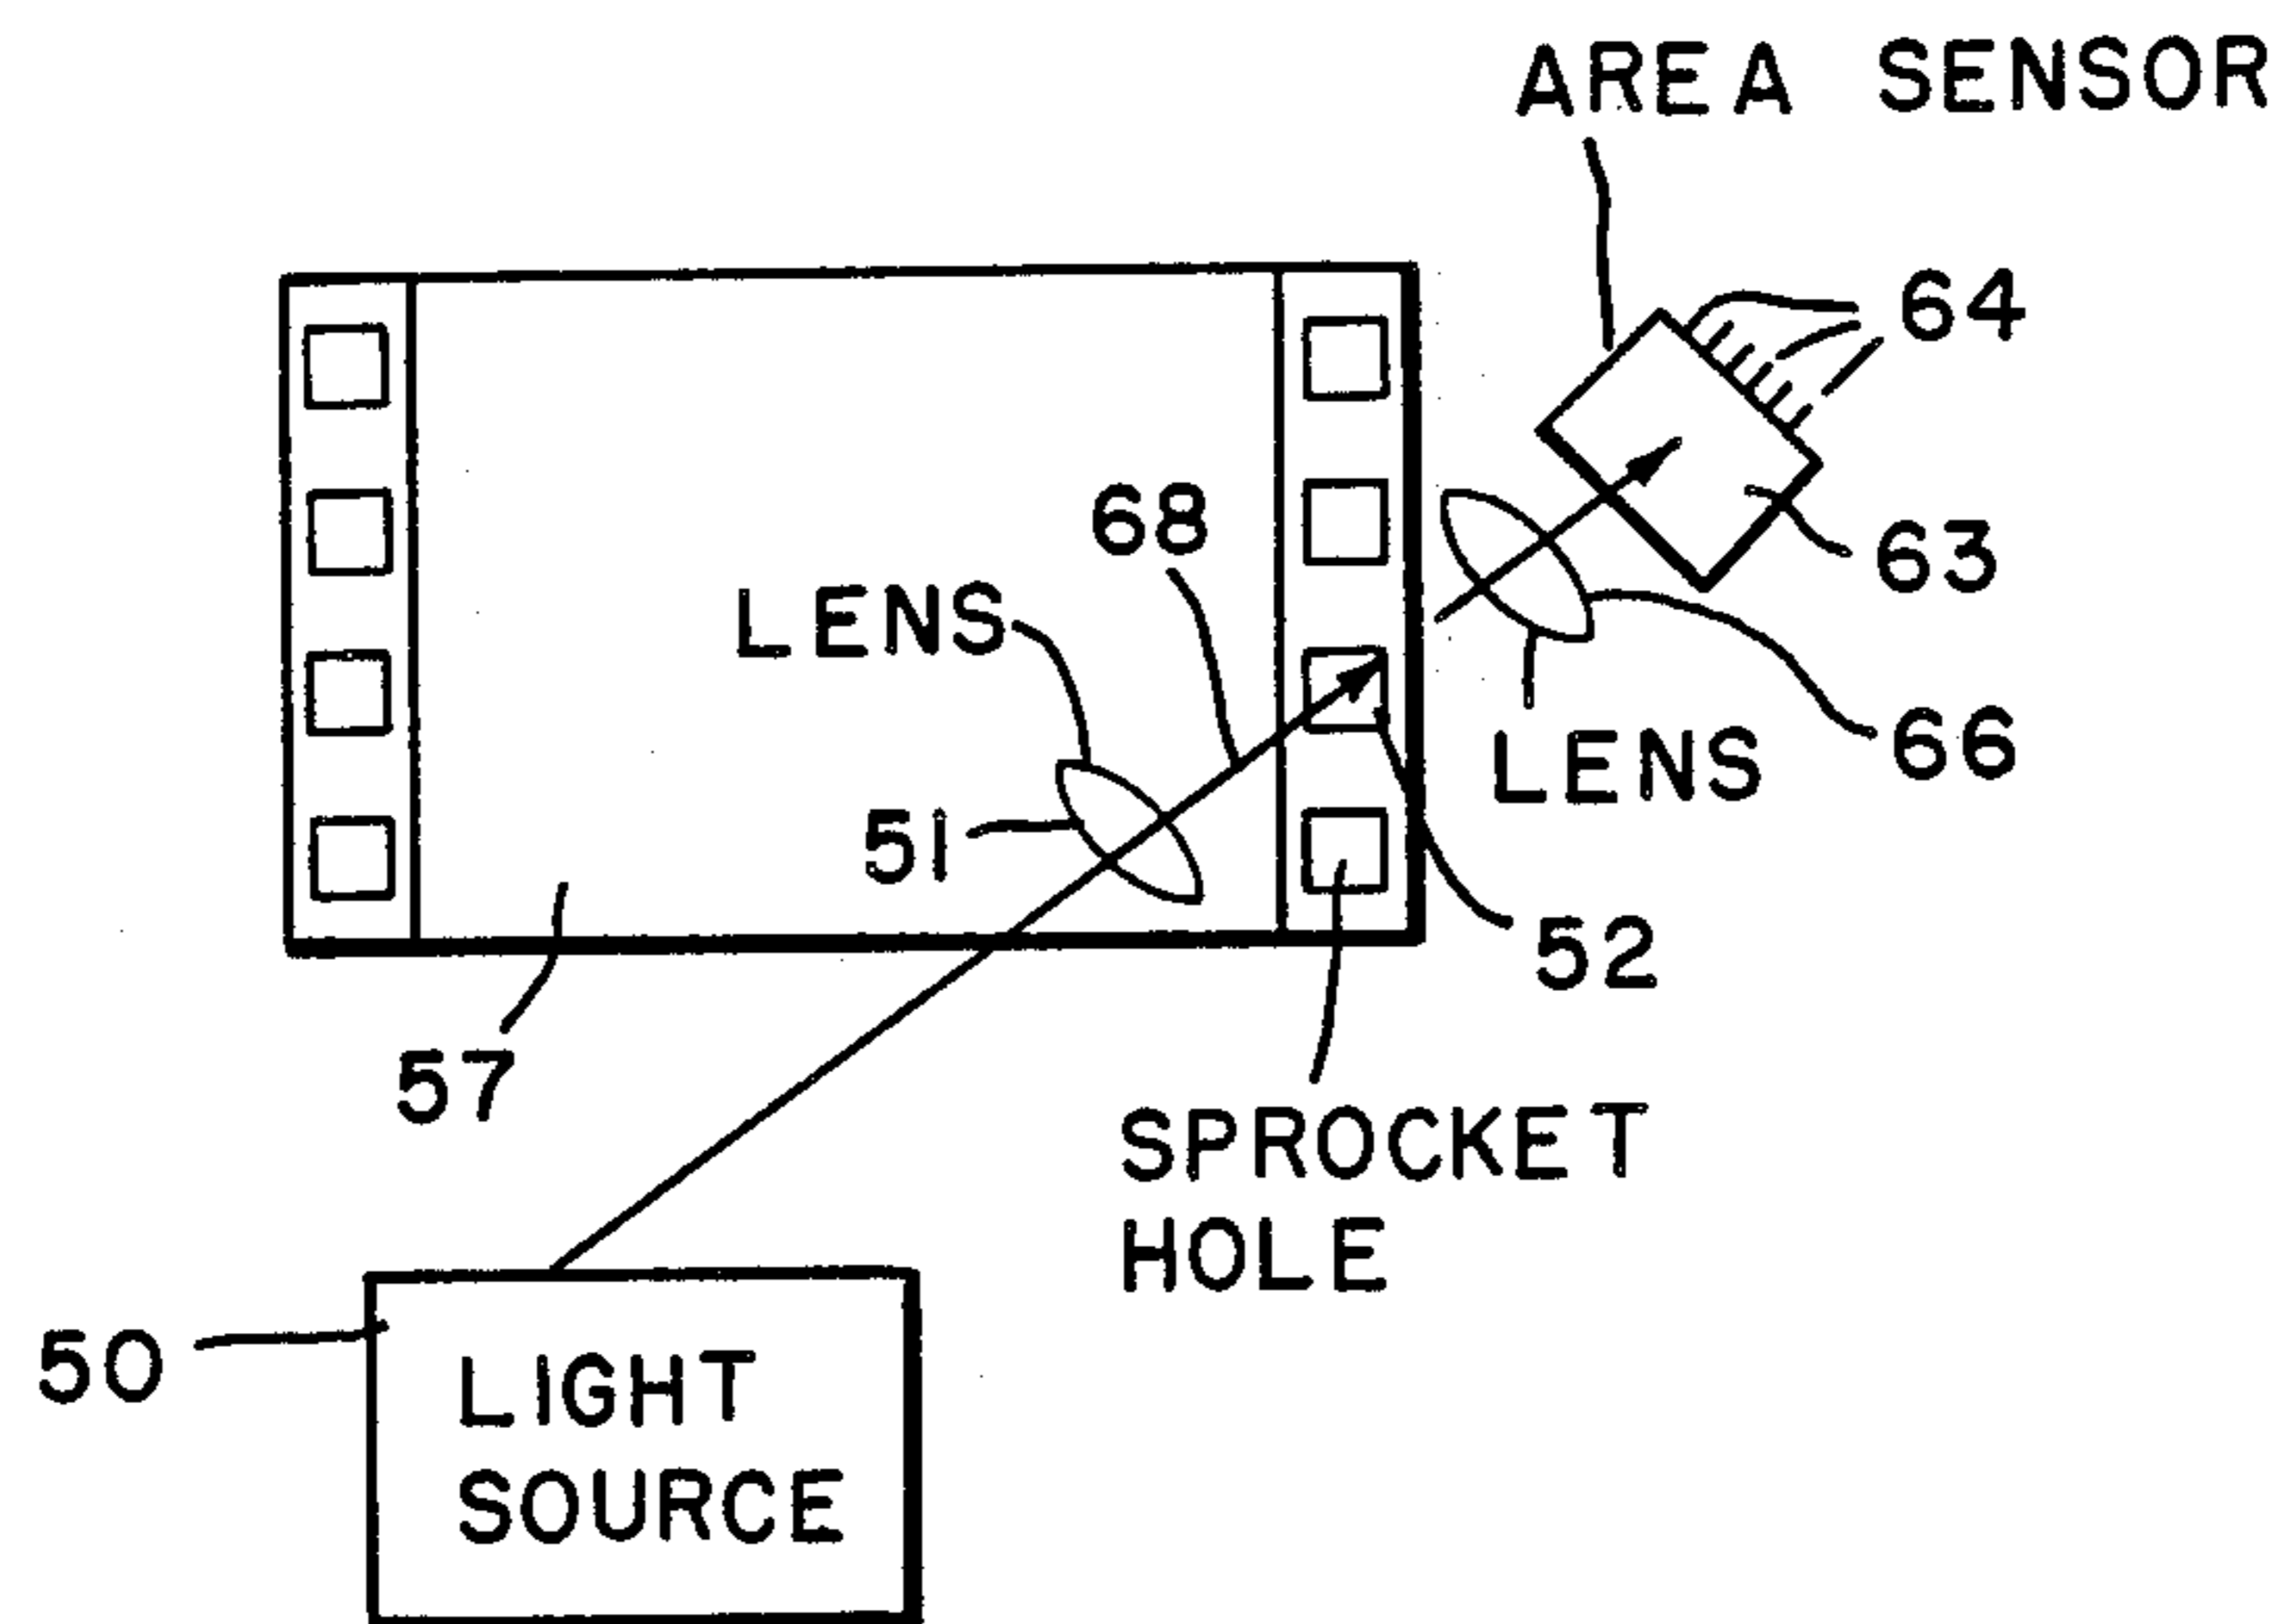 AREA SENSOR
64
68
63
LENS
66
LENS
51
52
57
SPROCKET
HOLE
50
LIGHT
SOURCE